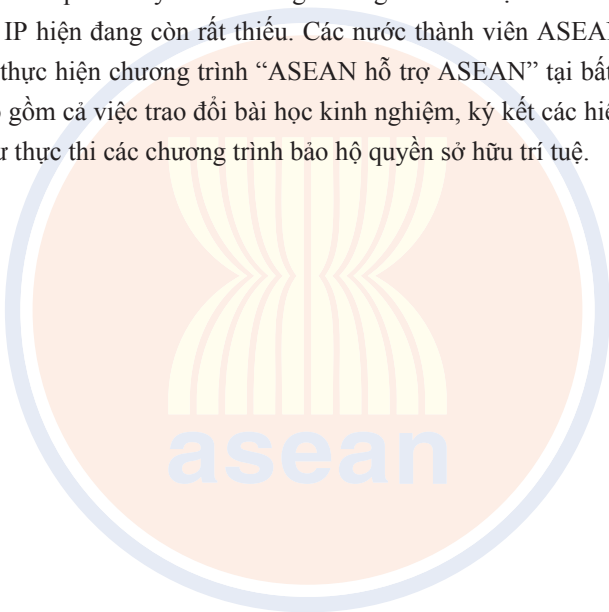 IP hiện đang còn rất thiếu. Các nước thành viên ASEAN
thực hiện chương trình “ASEAN hỗ trợ ASEAN” tại bất
gồm cả việc trao đổi bài học kinh nghiệm, ký kết các
thực thi các chương trình bảo hộ quyền sở hữu trí tuệ.
asean